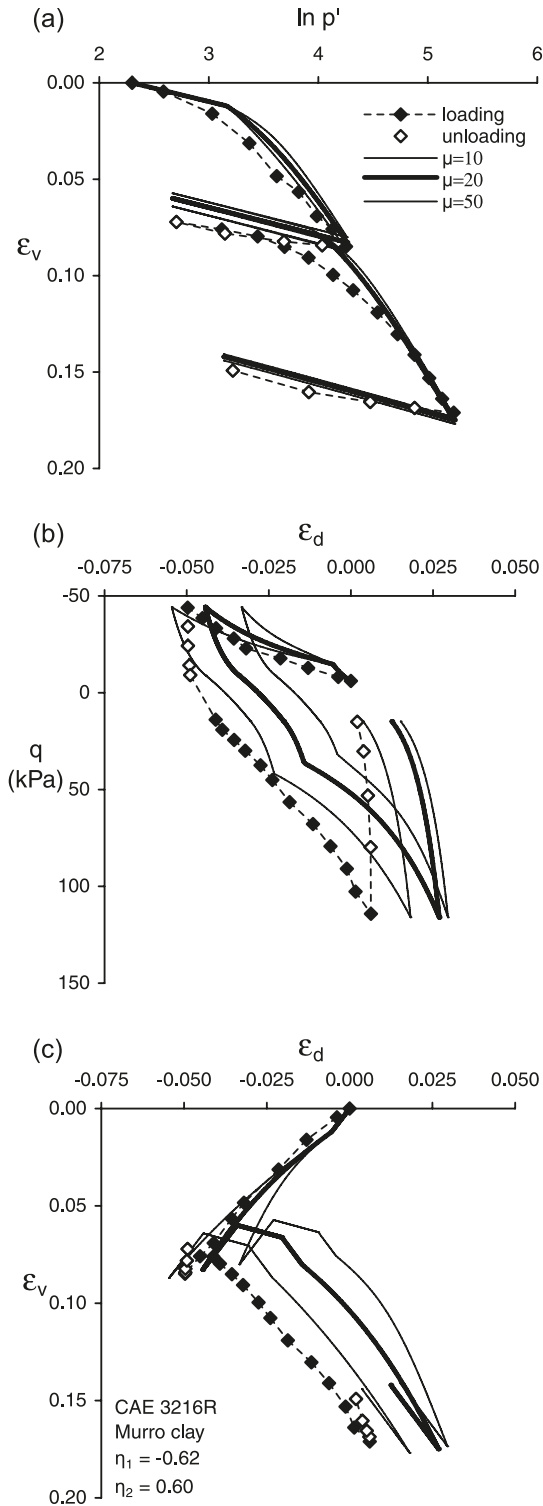 (a)
ln p'
2 3 4 5 6
0.00
0.05
0.10
0.15
0.20
εv
loading
unloading
μ=10
μ=20
μ=50
(b)
εd
-0.075 -0.050 -0.025 0.000 0.025 0.050
-50
0
50
100
150
q
(kPa)
(c)
εd
-0.075 -0.050 -0.025 0.000 0.025 0.050
0.00
0.05
0.10
0.15
0.20
εv
CAE 3216R
Murro clay
η1 = -0.62
η2 = 0.60